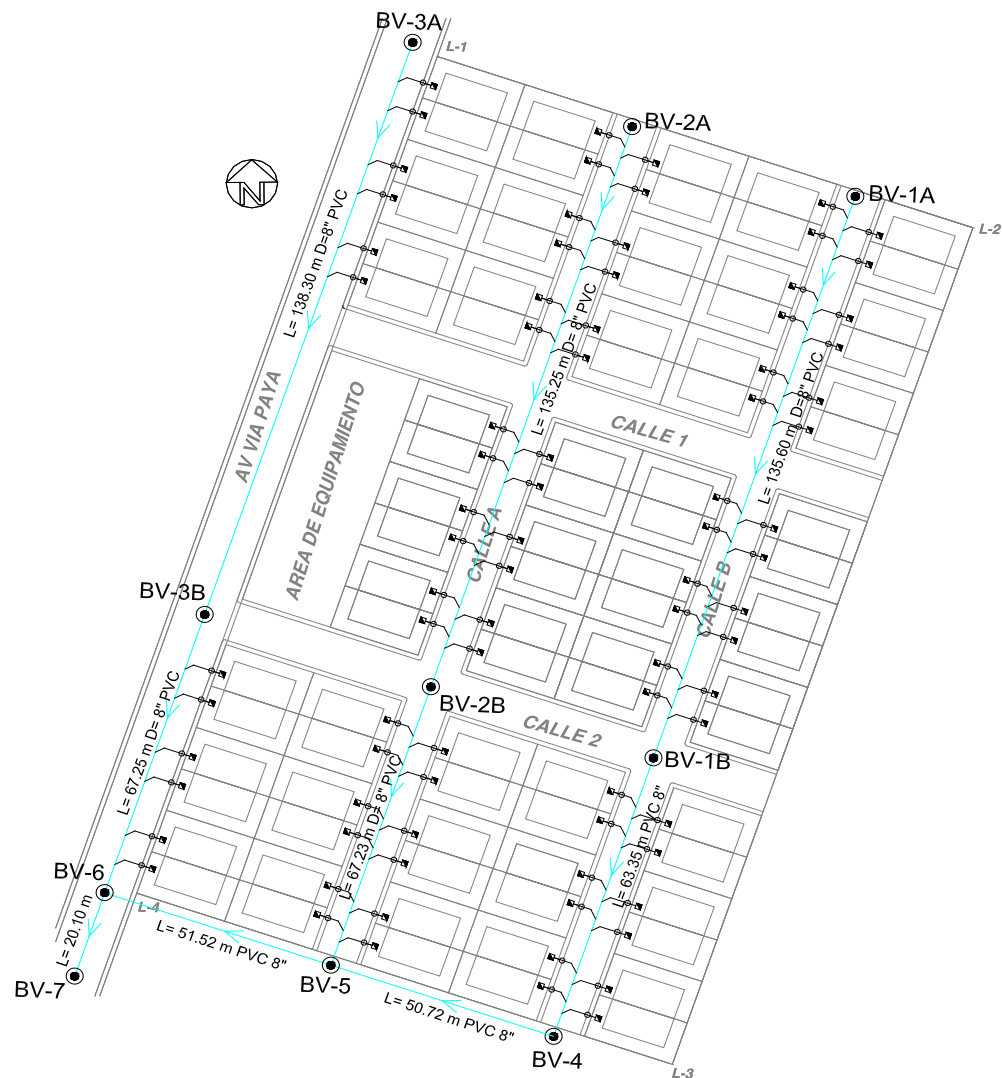 BV-3A
L-1
BV-2A
BV-1A
L-2
N
L= 138.30 m D=8" PVC
L= 135.25 m D= 8" PVC
L= 135.60 m D=8" PVC
AV VIA PAYA
AREA DE EQUIPAMIENTO
CALLE 1
CALLE A
CALLE B
BV-3B
BV-2B
CALLE 2
BV-1B
L= 67.25 m D= 8" PVC
L= 67.23 m D= 8" PVC
L= 63.35 m PVC 8"
BV-6
L-4
L= 20.10 m
L= 51.52 m PVC 8"
BV-5
BV-7
L= 50.72 m PVC 8"
BV-4
L-3